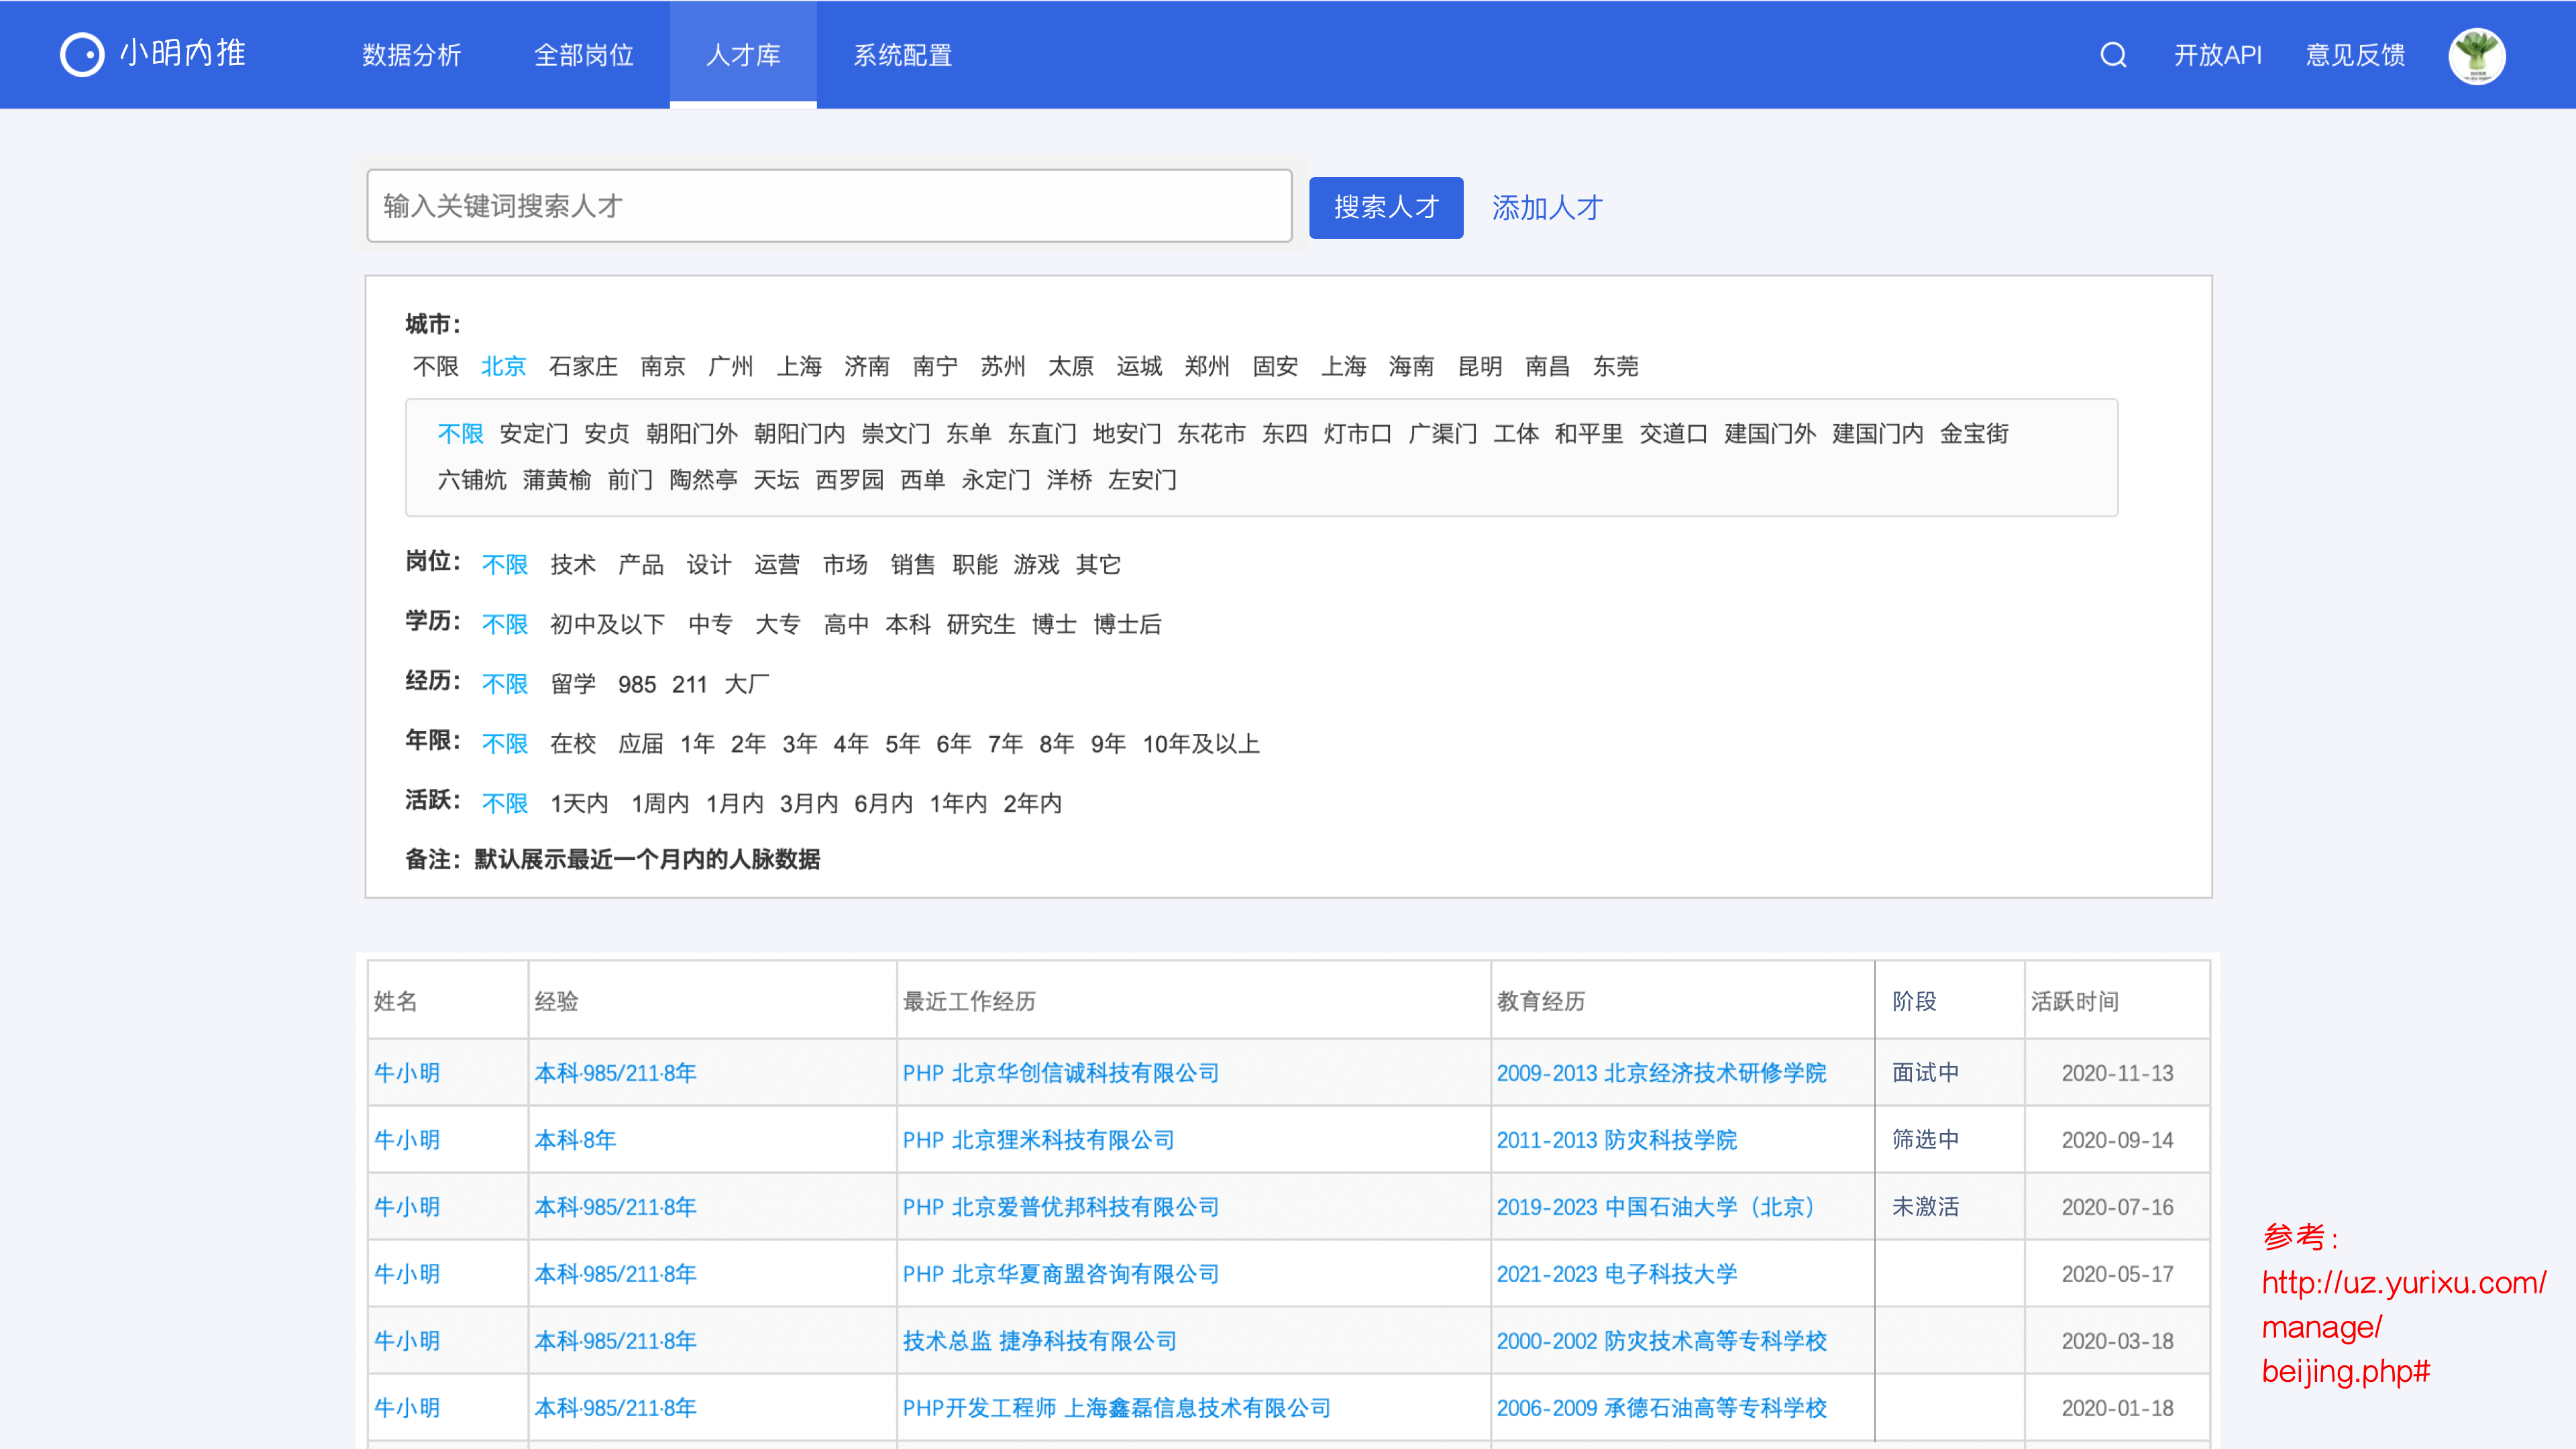 小明内推 数据分析 全部岗位 人才库 系统配置 开放API 意见反馈
输入关键词搜索人才 搜索人才 添加人才
城市：
不限 北京 石家庄 南京 广州 上海 济南 南宁 苏州 太原 运城 郑州 固安 上海 海南 昆明 南昌 东莞
不限 安定门 安贞 朝阳门外 朝阳门内 崇文门 东单 东直门 地安门 东花市 东四 灯市口 广渠门 工体 和平里 交道口 建国门外 建国门内 金宝街
六铺炕 蒲黄榆 前门 陶然亭 天坛 西罗园 西单 永定门 洋桥 左安门
岗位： 不限 技术 产品 设计 运营 市场 销售 职能 游戏 其它
学历： 不限 初中及以下 中专 大专 高中 本科 研究生 博士 博士后
经历： 不限 留学 985 211 大厂
年限： 不限 在校 应届 1年 2年 3年 4年 5年 6年 7年 8年 9年 10年及以上
活跃： 不限 1天内 1周内 1月内 3月内 6月内 1年内 2年内
备注：默认展示最近一个月内的人脉数据
姓名 经验 最近工作经历 教育经历 阶段 活跃时间
牛小明 本科·985/211·8年 PHP 北京华创信诚科技有限公司 2009-2013 北京经济技术研修学院 面试中 2020-11-13
牛小明 本科·8年 PHP 北京狸米科技有限公司 2011-2013 防灾科技学院 筛选中 2020-09-14
牛小明 本科·985/211·8年 PHP 北京爱普优邦科技有限公司 2019-2023 中国石油大学（北京） 未激活 2020-07-16
牛小明 本科·985/211·8年 PHP 北京华夏商盟咨询有限公司 2021-2023 电子科技大学 2020-05-17
牛小明 本科·985/211·8年 技术总监 捷净科技有限公司 2000-2002 防灾技术高等专科学校 2020-03-18
牛小明 本科·985/211·8年 PHP开发工程师 上海鑫磊信息技术有限公司 2006-2009 承德石油高等专科学校 2020-01-18
参考：
http://uz.yurixu.com/
manage/
beijing.php#